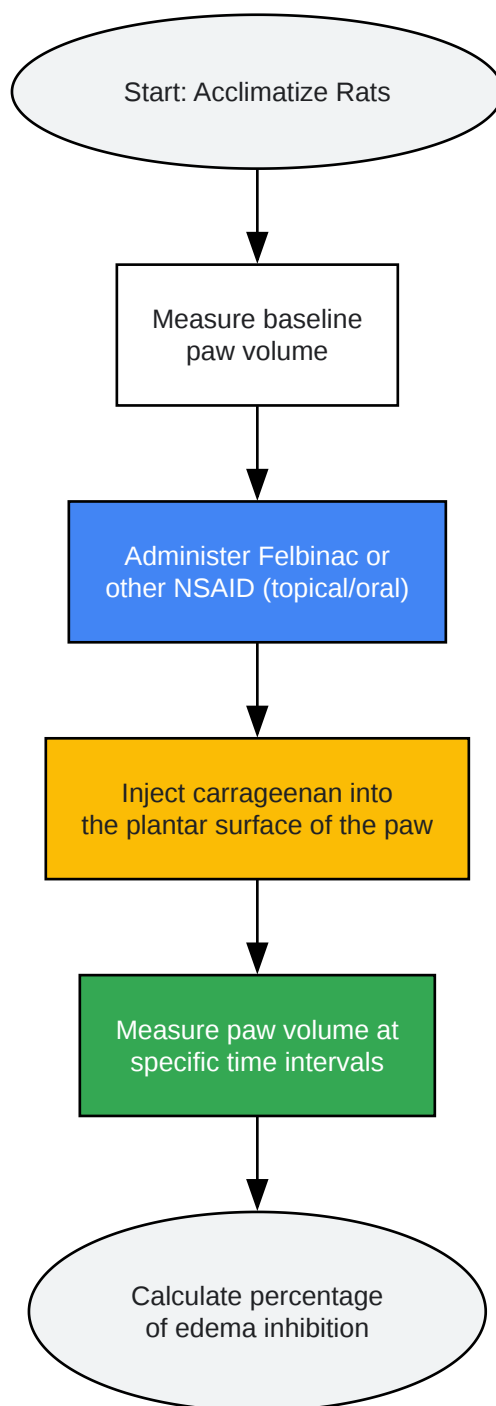 Start: Acclimatize Rats
Measure baseline
paw volume
Administer Felbinac or
other NSAID (topical/oral)
Inject carrageenan into
the plantar surface of the paw
Measure paw volume at
specific time intervals
Calculate percentage
of edema inhibition